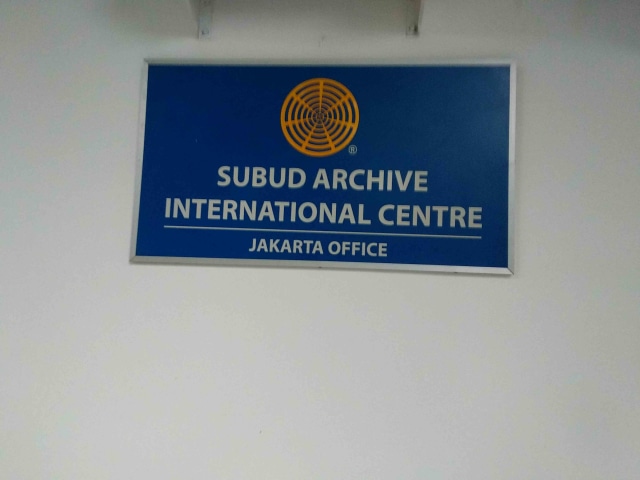 ®
SUBUD ARCHIVE
INTERNATIONAL CENTRE
JAKARTA OFFICE